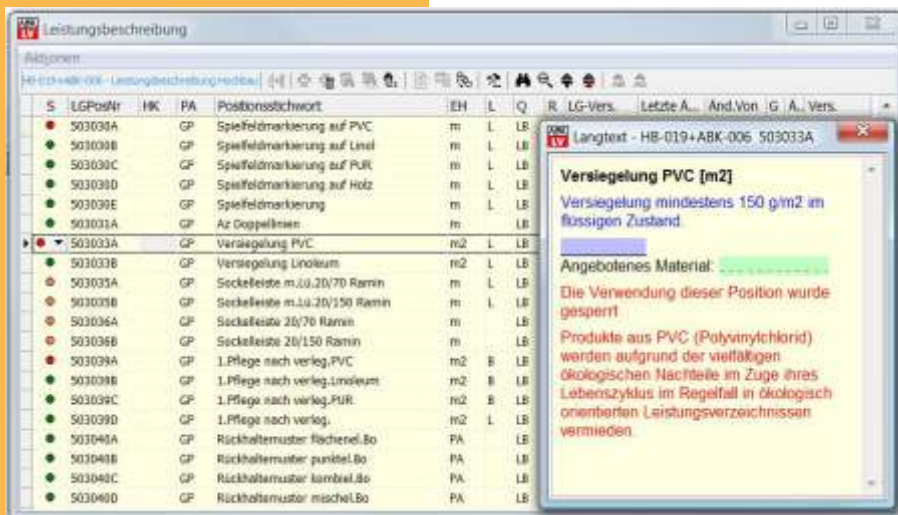 Leistungsbeschreibung
Aktionen
HB-019+ABK-006 - Leistungsbeschreibung Hochbau
S LGPosNr HK PA Positionsstichwort EH L Q R LG-Vers. Letzte Ä... Änd.Von G A.. Vers.
503030A GP Spielfeldmarkierung auf PVC m L LB
503030B GP Spielfeldmarkierung auf Linol m L LB
503030C GP Spielfeldmarkierung auf PUR m L LB
503030D GP Spielfeldmarkierung auf Holz m L LB
503030E GP Spielfeldmarkierung m L LB
503031A GP Az Doppellinien m LB
503033A GP Versiegelung PVC m2 L LB
503033B GP Versiegelung Linoleum m2 L LB
503035A GP Sockelleiste m.Lü.20/70 Ramin m L LB
503035B GP Sockelleiste m.Lü.20/150 Ramin m L LB
503036A GP Sockelleiste 20/70 Ramin m LB
503036B GP Sockelleiste 20/150 Ramin m LB
503039A GP 1.Pflege nach verleg.PVC m2 B LB
503039B GP 1.Pflege nach verleg.Linoleum m2 B LB
503039C GP 1.Pflege nach verleg.PUR m2 B LB
503039D GP 1.Pflege nach verleg. m2 L LB
503040A GP Rückhaltemuster flächenel.Bo PA LB
503040B GP Rückhaltemuster punktel.Bo PA LB
503040C GP Rückhaltemuster kombiel.Bo PA LB
503040D GP Rückhaltemuster mischel.Bo PA LB
Langtext - HB-019+ABK-006 503033A
Versiegelung PVC [m2]
Versiegelung mindestens 150 g/m2 im
flüssigen Zustand.
Angebotenes Material:
Die Verwendung dieser Position wurde
gesperrt
Produkte aus PVC (Polyvinylchlorid)
werden aufgrund der vielfältigen
ökologischen Nachteile im Zuge ihres
Lebenszyklus im Regelfall in ökologisch
orientierten Leistungsverzeichnissen
vermieden.